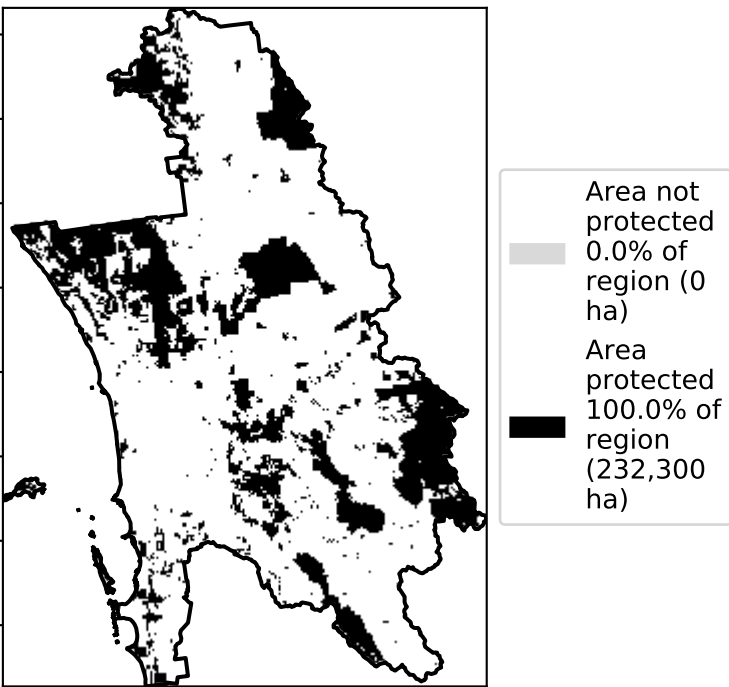 Area not
protected
0.0% of
region (0
ha)
Area
protected
100.0% of
region
(232,300
ha)